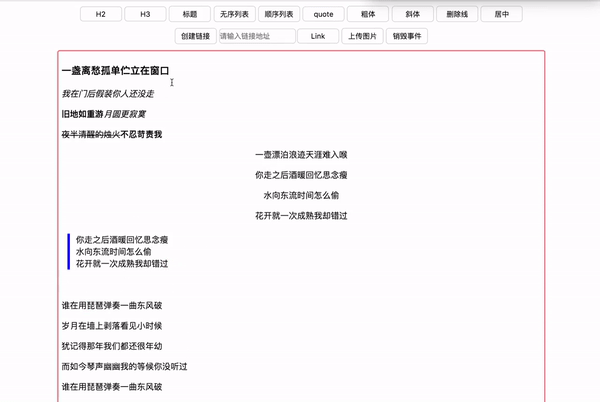 H2 H3 标题 无序列表 顺序列表 quote 粗体 斜体 删除线 居中
创建链接 请输入链接地址 Link 上传图片 销毁事件
一盏离愁孤单伫立在窗口
我在门后假装你人还没走
旧地如重游月圆更寂寞
夜半清醒的烛火不忍苛责我
一壶漂泊浪迹天涯难入喉
你走之后酒暖回忆思念瘦
水向东流时间怎么偷
花开就一次成熟我却错过
你走之后酒暖回忆思念瘦
水向东流时间怎么偷
花开就一次成熟我却错过
谁在用琵琶弹奏一曲东风破
岁月在墙上剥落看见小时候
犹记得那年我们都还很年幼
而如今琴声幽幽我的等候你没听过
谁在用琵琶弹奏一曲东风破